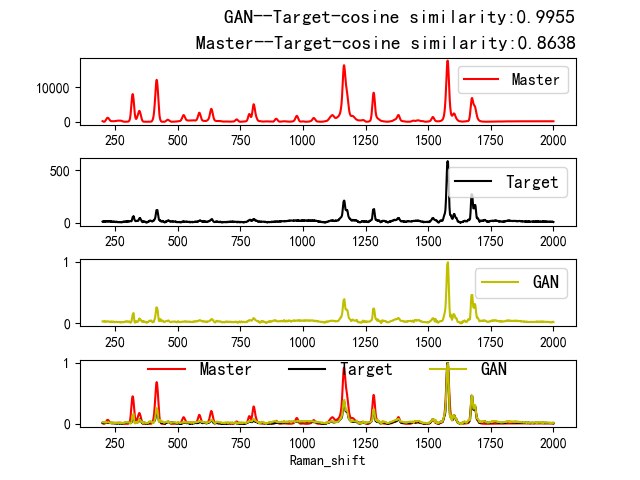 GAN--Target-cosine similarity:0.9955
Master--Target-cosine similarity:0.8638
10000
0
Master
250 500 750 1000 1250 1500 1750 2000
500
0
Target
250 500 750 1000 1250 1500 1750 2000
1
0
GAN
250 500 750 1000 1250 1500 1750 2000
1
0
Master Target GAN
250 500 750 1000 1250 1500 1750 2000
Raman_shift